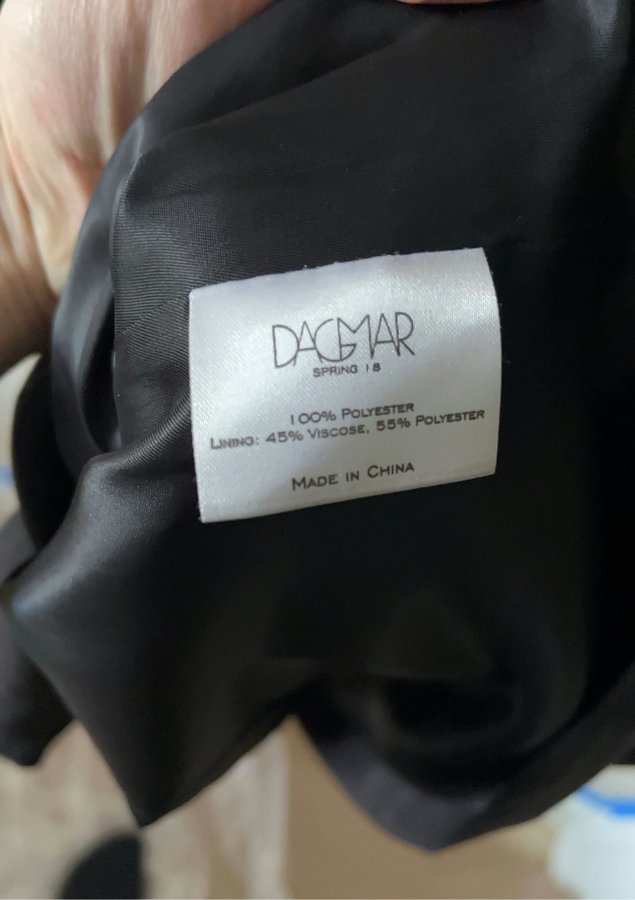 DAGMAR
SPRING 18
100% POLYESTER
LINING: 45% VISCOSE, 55% POLYESTER
MADE IN CHINA